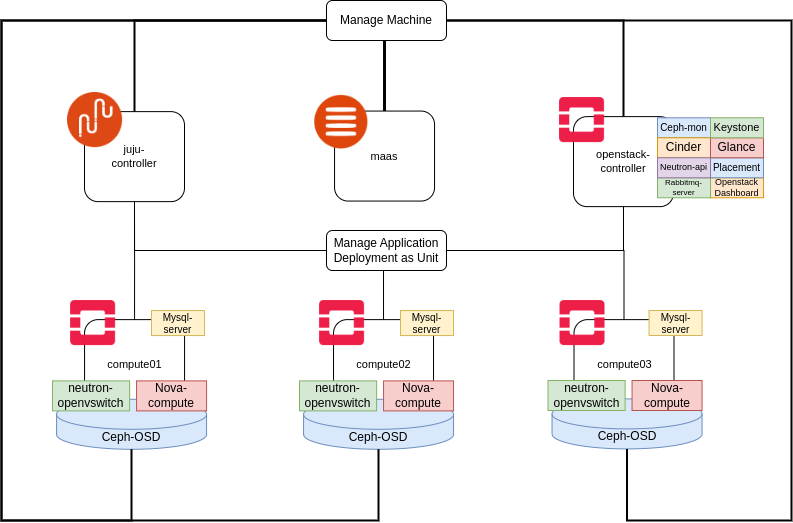 Manage Machine
juju-
controller
maas
openstack-
controller
Ceph-mon
Keystone
Cinder
Glance
Neutron-api
Placement
Rabbitmq-
server
Openstack
Dashboard
Manage Application
Deployment as Unit
Mysql-
server
compute01
neutron-
openvswitch
Nova-
compute
Ceph-OSD
Mysql-
server
compute02
neutron-
openvswitch
Nova-
compute
Ceph-OSD
Mysql-
server
compute03
neutron-
openvswitch
Nova-
compute
Ceph-OSD